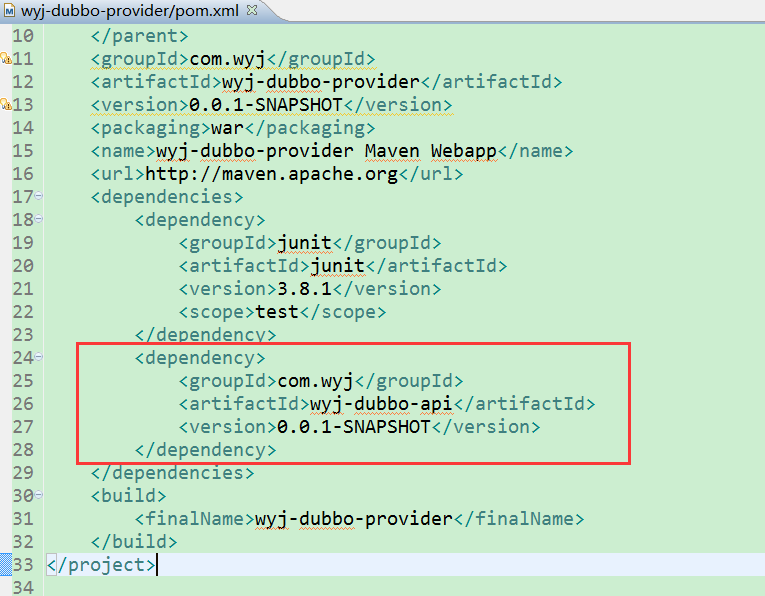 wyj-dubbo-provider/pom.xml
10 </parent>
11 <groupId>com.wyj</groupId>
12 <artifactId>wyj-dubbo-provider</artifactId>
13 <version>0.0.1-SNAPSHOT</version>
14 <packaging>war</packaging>
15 <name>wyj-dubbo-provider Maven Webapp</name>
16 <url>http://maven.apache.org</url>
17 <dependencies>
18 <dependency>
19 <groupId>junit</groupId>
20 <artifactId>junit</artifactId>
21 <version>3.8.1</version>
22 <scope>test</scope>
23 </dependency>
24 <dependency>
25 <groupId>com.wyj</groupId>
26 <artifactId>wyj-dubbo-api</artifactId>
27 <version>0.0.1-SNAPSHOT</version>
28 </dependency>
29 </dependencies>
30 <build>
31 <finalName>wyj-dubbo-provider</finalName>
32 </build>
33 </project>
34